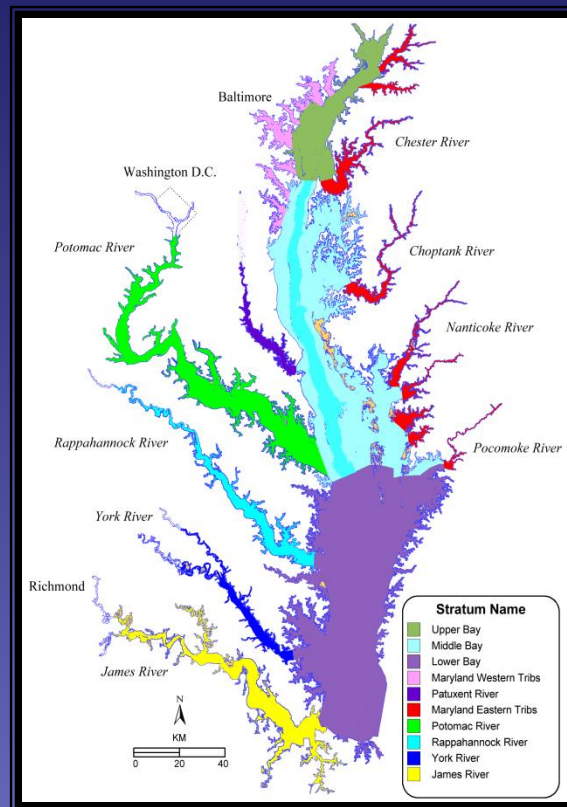 Baltimore
Chester River
Washington D.C.
Potomac River
Choptank River
Nanticoke River
Rappahannock River
Pocomoke River
York River
Richmond
James River
N
KM
0 20 40
Stratum Name
Upper Bay
Middle Bay
Lower Bay
Maryland Western Tribs
Patuxent River
Maryland Eastern Tribs
Potomac River
Rappahannock River
York River
James River